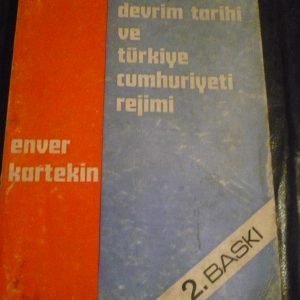 devrim tarihi
ve
türkiye
cumhuriyeti
rejimi
enver
kartekin
2. BASKI